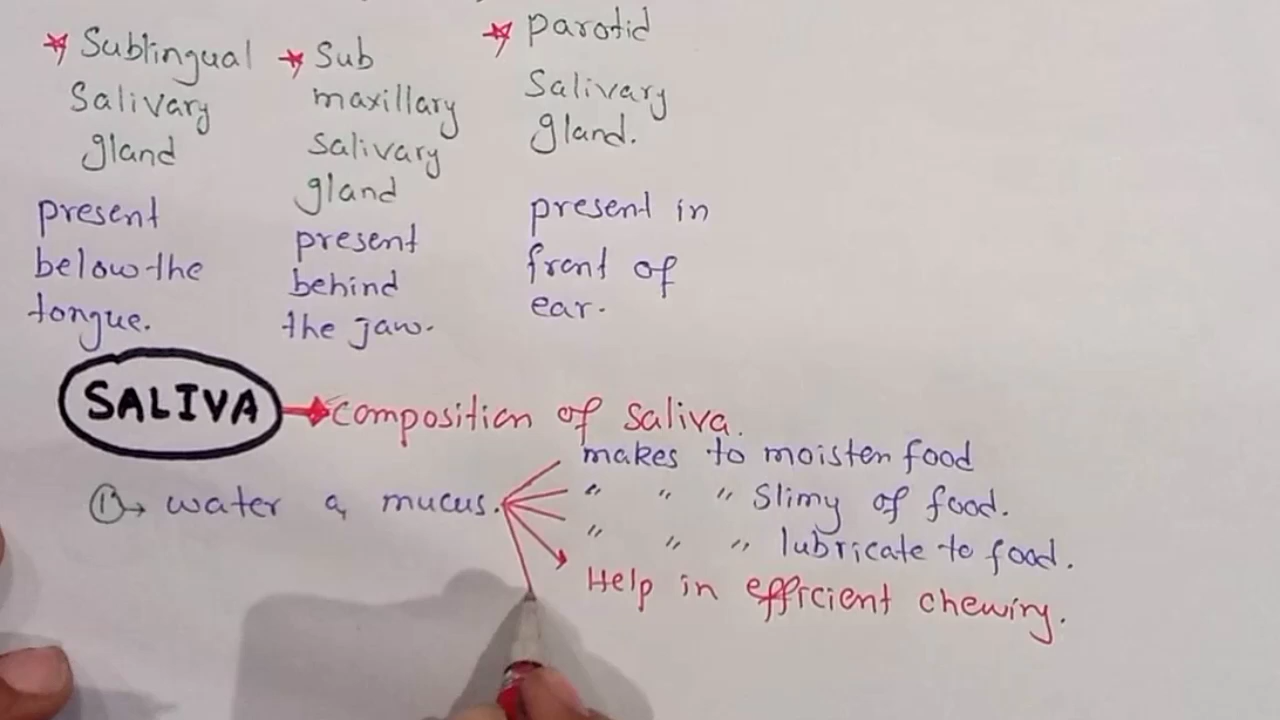 ★ Sublingual
Salivary
gland
present
below the
tongue.
★ Sub
maxillary
salivary
gland
present
behind
the jaw.
★ parotid
Salivary
gland.
present in
front of
ear.
SALIVA → composition of saliva.
① → water & mucus.
makes to moisten food
" " " Slimy of food.
" " " lubricate to food.
Help in efficient chewing.